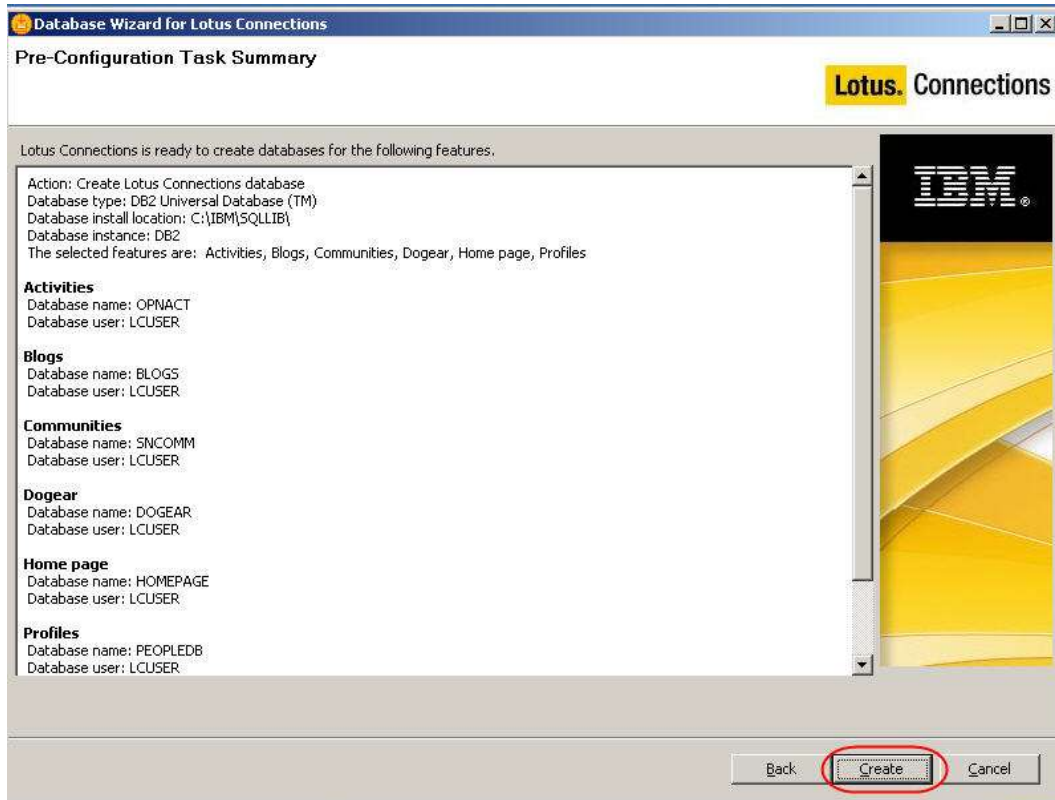 Database Wizard for Lotus Connections
Pre-Configuration Task Summary
Lotus. Connections
Lotus Connections is ready to create databases for the following features.
IBM.®
Action: Create Lotus Connections database
Database type: DB2 Universal Database (TM)
Database install location: C:\IBM\SQLLIB\
Database instance: DB2
The selected features are: Activities, Blogs, Communities, Dogear, Home page, Profiles
Activities
Database name: OPNACT
Database user: LCUSER
Blogs
Database name: BLOGS
Database user: LCUSER
Communities
Database name: SNCOMM
Database user: LCUSER
Dogear
Database name: DOGEAR
Database user: LCUSER
Home page
Database name: HOMEPAGE
Database user: LCUSER
Profiles
Database name: PEOPLEDB
Database user: LCUSER
Back Create Cancel